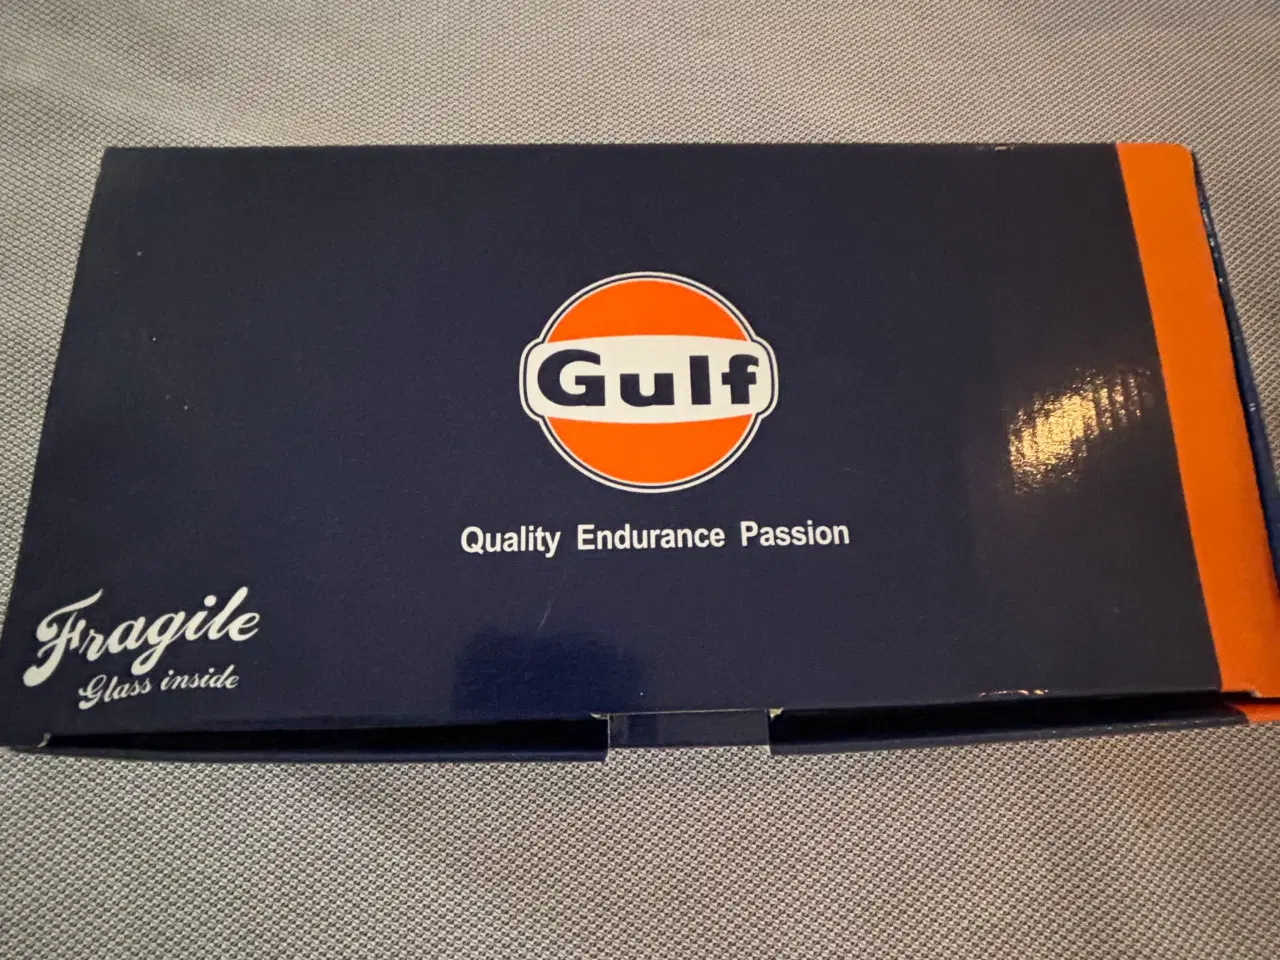 Gulf
Quality Endurance Passion
Fragile
Glass inside